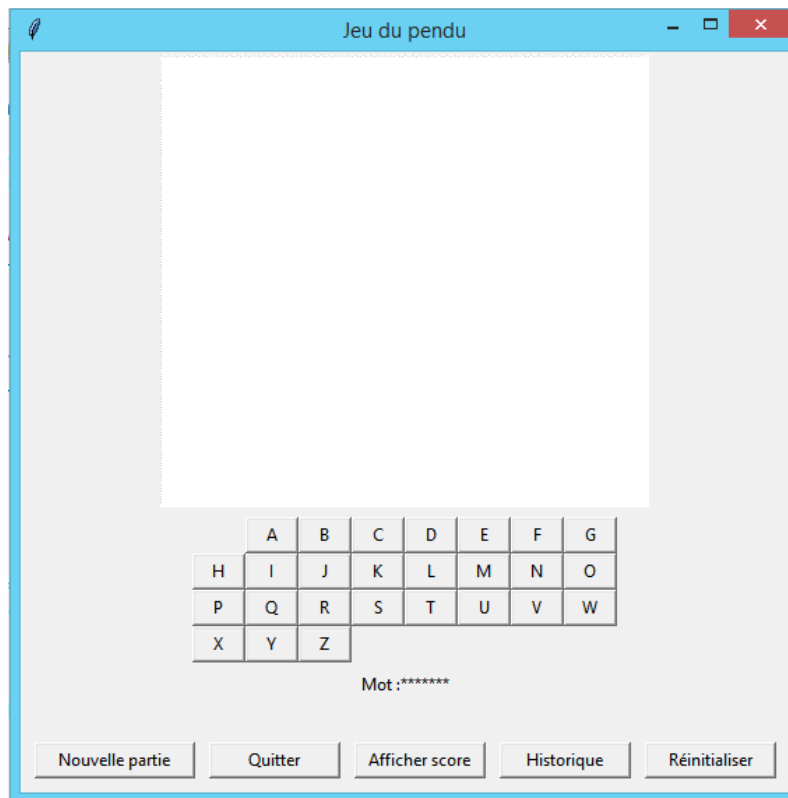 Jeu du pendu
A B C D E F G
H I J K L M N O
P Q R S T U V W
X Y Z
Mot :*******
Nouvelle partie Quitter Afficher score Historique Réinitialiser